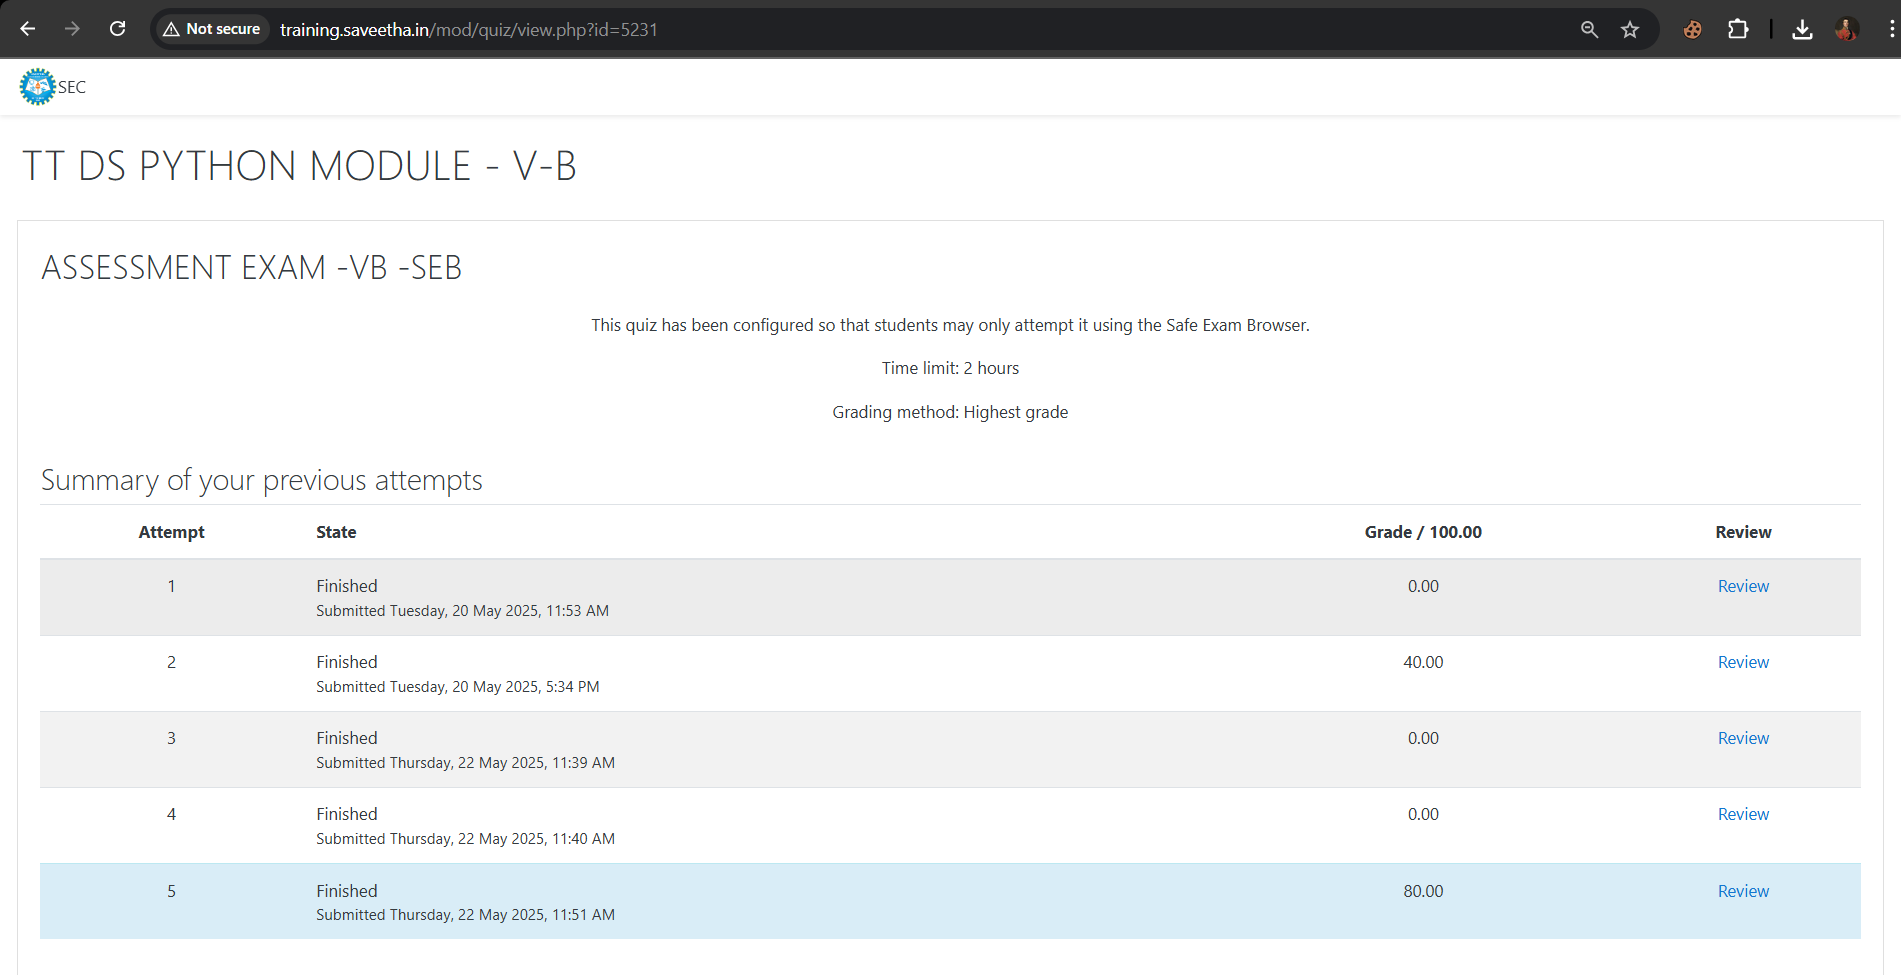 Not secure training.saveetha.in/mod/quiz/view.php?id=5231
SEC
TT DS PYTHON MODULE - V-B
ASSESSMENT EXAM -VB -SEB
This quiz has been configured so that students may only attempt it using the Safe Exam Browser.
Time limit: 2 hours
Grading method: Highest grade
Summary of your previous attempts
Attempt State Grade / 100.00 Review
1 Finished 0.00 Review
Submitted Tuesday, 20 May 2025, 11:53 AM
2 Finished 40.00 Review
Submitted Tuesday, 20 May 2025, 5:34 PM
3 Finished 0.00 Review
Submitted Thursday, 22 May 2025, 11:39 AM
4 Finished 0.00 Review
Submitted Thursday, 22 May 2025, 11:40 AM
5 Finished 80.00 Review
Submitted Thursday, 22 May 2025, 11:51 AM